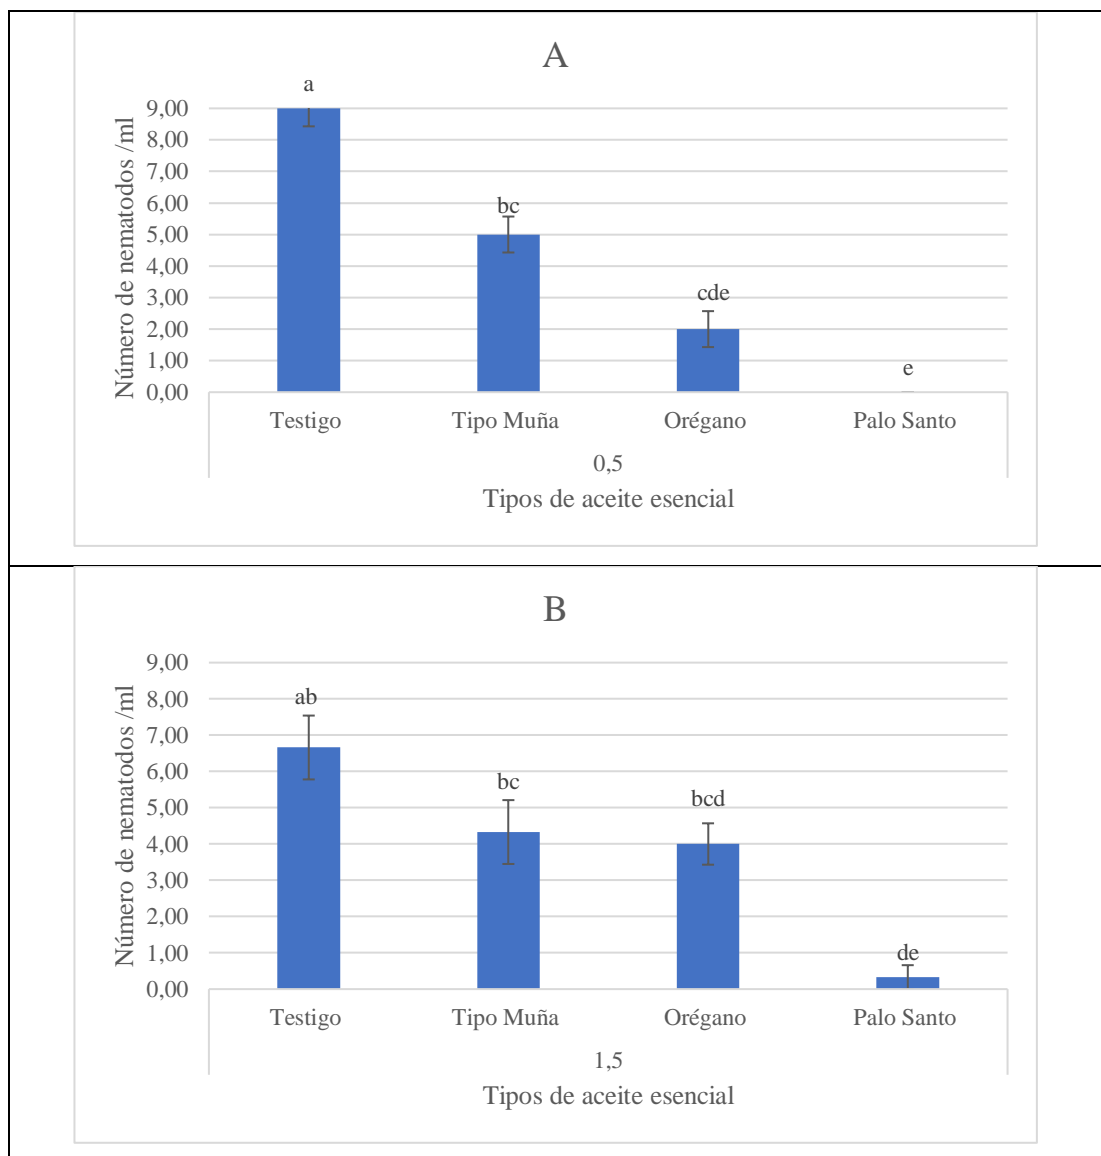 A
Número de nematodos /ml
9,00
8,00
7,00
6,00
5,00
4,00
3,00
2,00
1,00
0,00
a
bc
cde
e
Testigo Tipo Muña Orégano Palo Santo
0,5
Tipos de aceite esencial
B
Número de nematodos /ml
9,00
8,00
7,00
6,00
5,00
4,00
3,00
2,00
1,00
0,00
ab
bc
bcd
de
Testigo Tipo Muña Orégano Palo Santo
1,5
Tipos de aceite esencial